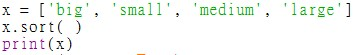 x = ['big', 'small', 'medium', 'large']
x.sort( )
print(x)